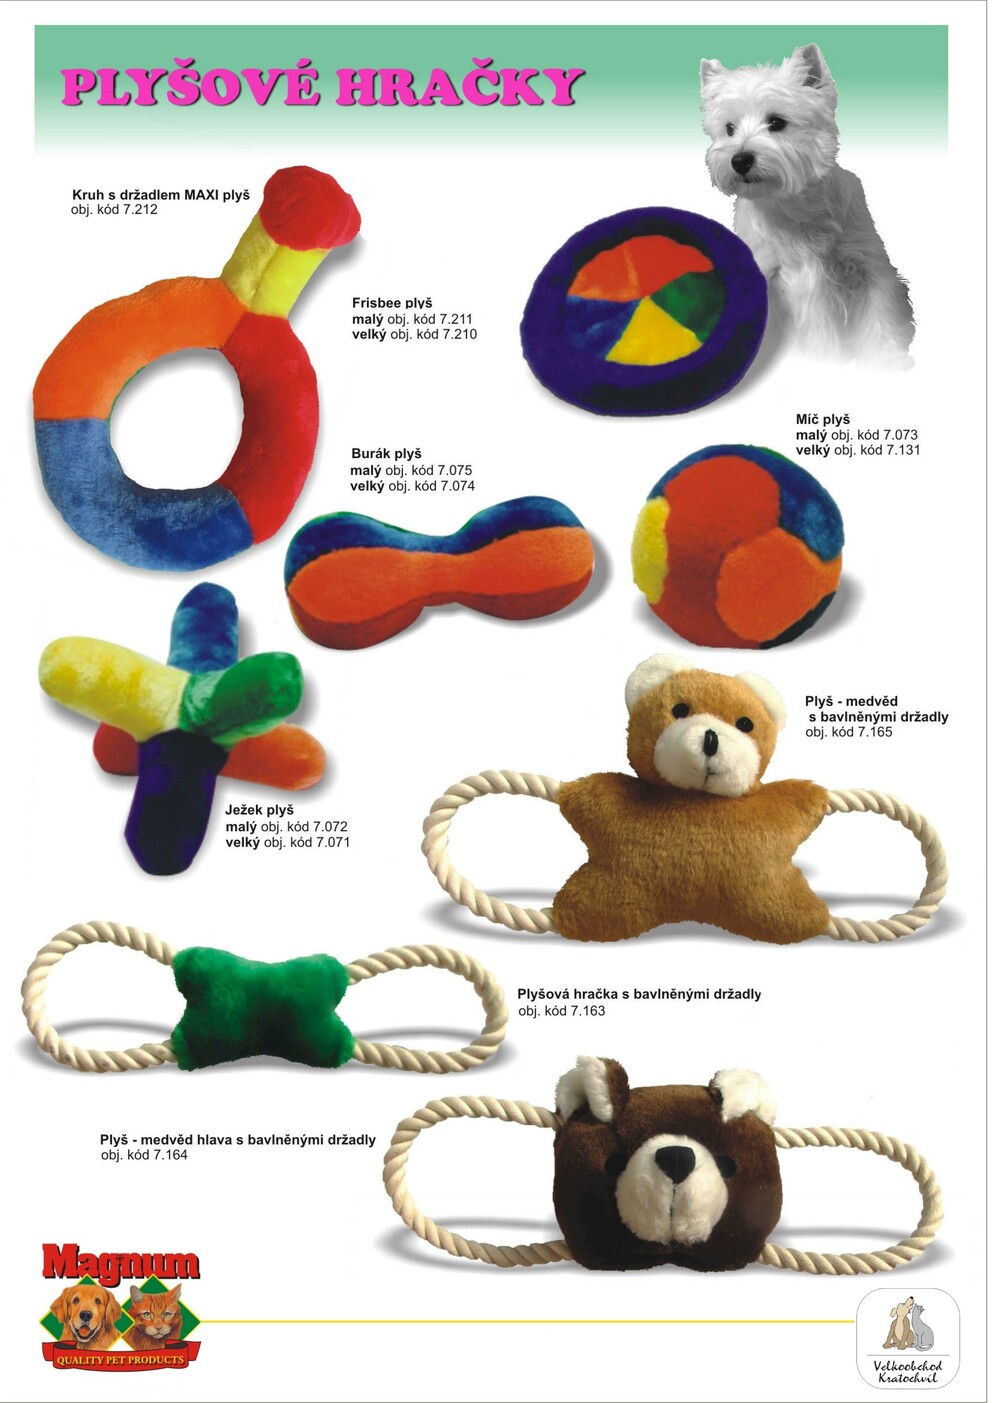 PLYŠOVÉ HRAČKY
Kruh s držadlem MAXI plyš
obj. kód 7.212
Frisbee plyš
malý obj. kód 7.211
velký obj. kód 7.210
Míč plyš
malý obj. kód 7.073
velký obj. kód 7.131
Burák plyš
malý obj. kód 7.075
velký obj. kód 7.074
Plyš - medvěd
s bavlněnými držadly
obj. kód 7.165
Ježek plyš
malý obj. kód 7.072
velký obj. kód 7.071
Plyšová hračka s bavlněnými držadly
obj. kód 7.163
Plyš - medvěd hlava s bavlněnými držadly
obj. kód 7.164
Magnum
QUALITY PET PRODUCTS
Velkoobchod
Kratochvíl